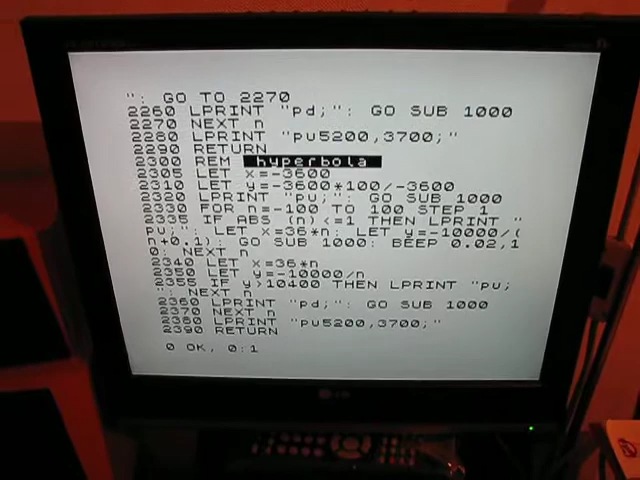 ": GO TO 2270
2260 LPRINT "pd;": GO SUB 1000
2270 NEXT n
2280 LPRINT "pu5200,3700;"
2290 RETURN
2300 REM hyperbola
2305 LET x=-3600
2310 LET y=-3600*100/-3600
2320 LPRINT "pu;": GO SUB 1000
2330 FOR n=-100 TO 100 STEP 1
2335 IF ABS (n)<=1 THEN LPRINT "
pu;": LET x=36*n: LET y=-10000/(
n+0.1): GO SUB 1000: BEEP 0.02,1
0: NEXT n
2340 LET x=36*n
2350 LET y=-10000/n
2355 IF y>10400 THEN LPRINT "pu;
": NEXT n
2360 LPRINT "pd;": GO SUB 1000
2370 NEXT n
2380 LPRINT "pu5200,3700;"
2390 RETURN
0 OK, 0:1
LG